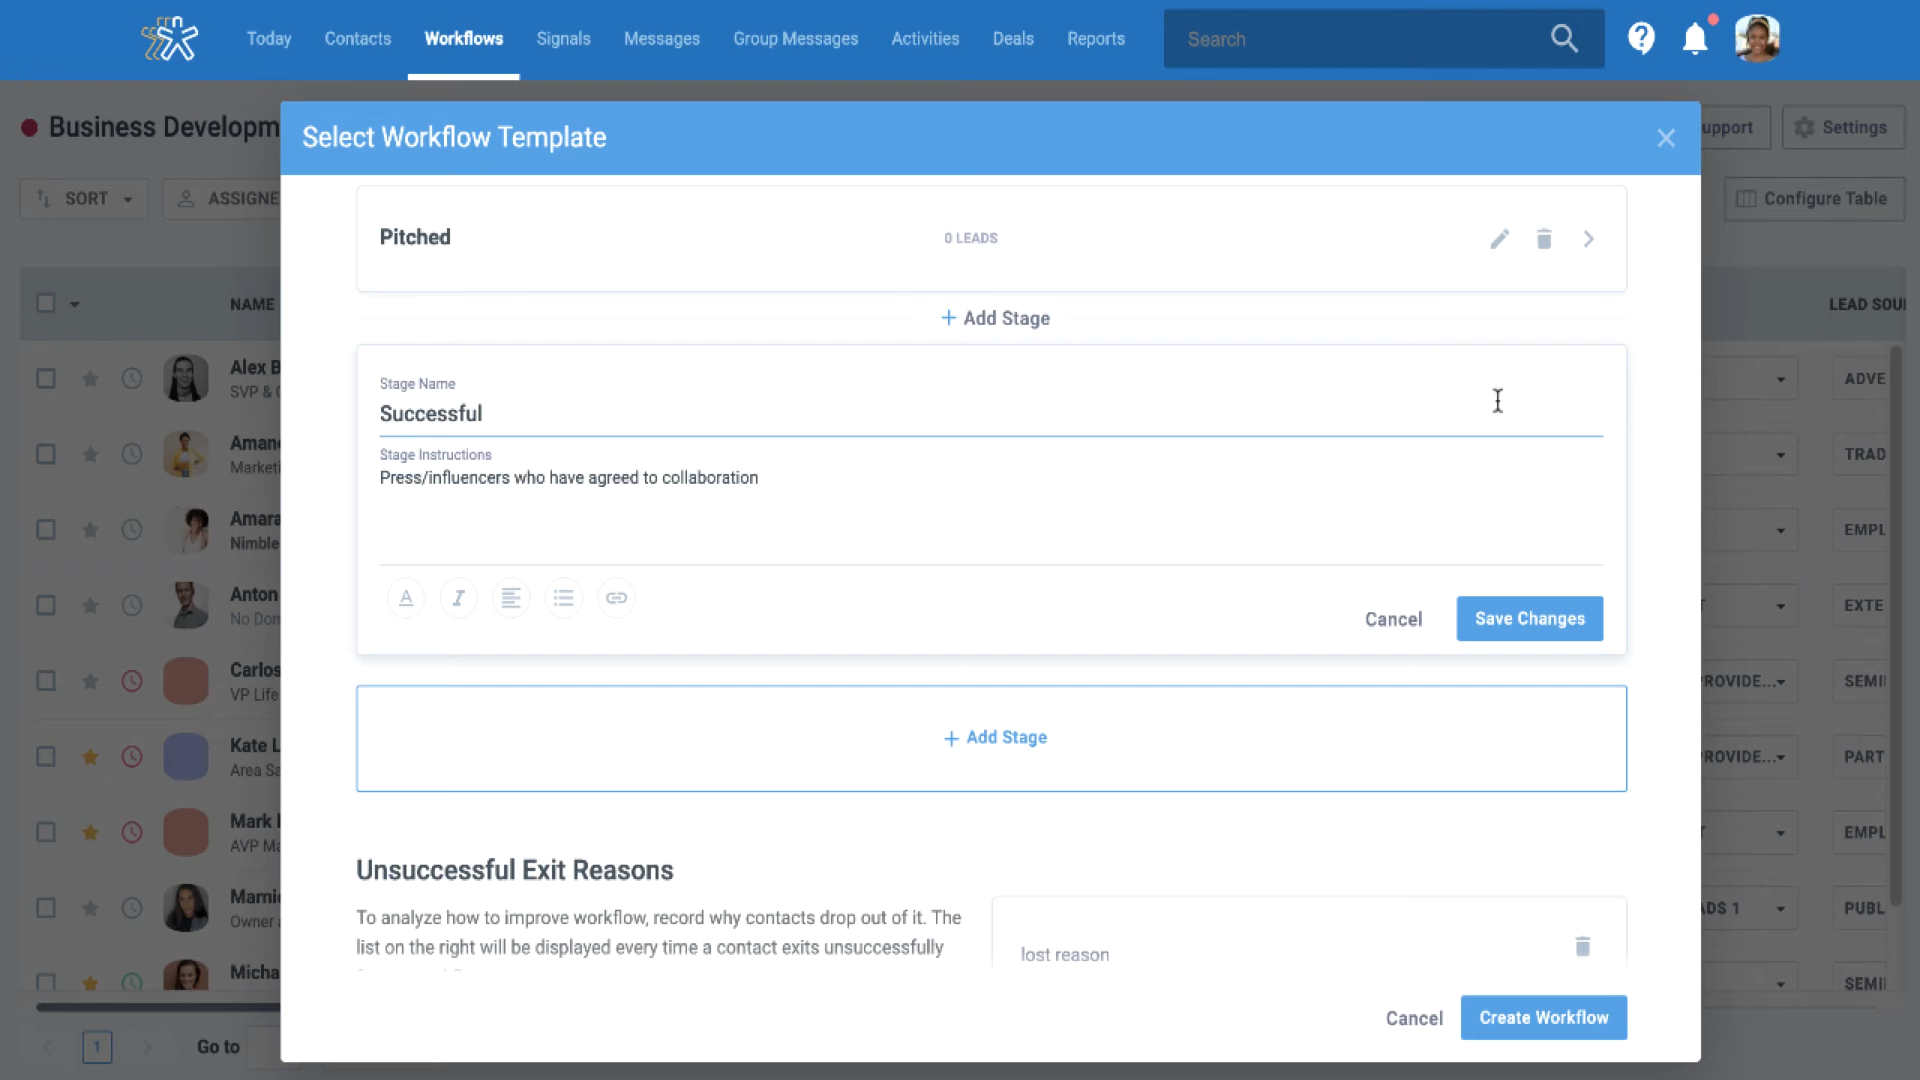 Today Contacts Workflows Signals Messages Group Messages Activities Deals Reports Search
Business Developm
Settings
SORT ASSIGNE
Configure Table
Select Workflow Template
Pitched 0 LEADS
+ Add Stage
Stage Name
Successful
Stage Instructions
Press/influencers who have agreed to collaboration
Cancel Save Changes
+ Add Stage
Unsuccessful Exit Reasons
To analyze how to improve workflow, record why contacts drop out of it. The
list on the right will be displayed every time a contact exits unsuccessfully
lost reason
Cancel Create Workflow
NAME
LEAD SOU
Alex B
SVP & 
ADVE
Aman
Marketi
TRAD
Amara
Nimble
EMPL
Anton
No Don
EXTE
Carlos
VP Life
ROVIDE...
SEMI
Kate L
Area Sa
ROVIDE...
PART
Mark
AVP Ma
EMPL
Marni
Owner
ADS 1
PUBL
Micha
SEMI
1 Go to